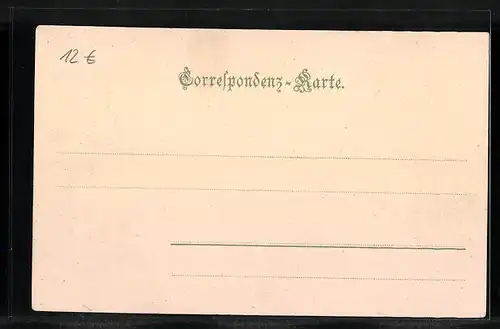 12 €
Correſpondenz-Karte.